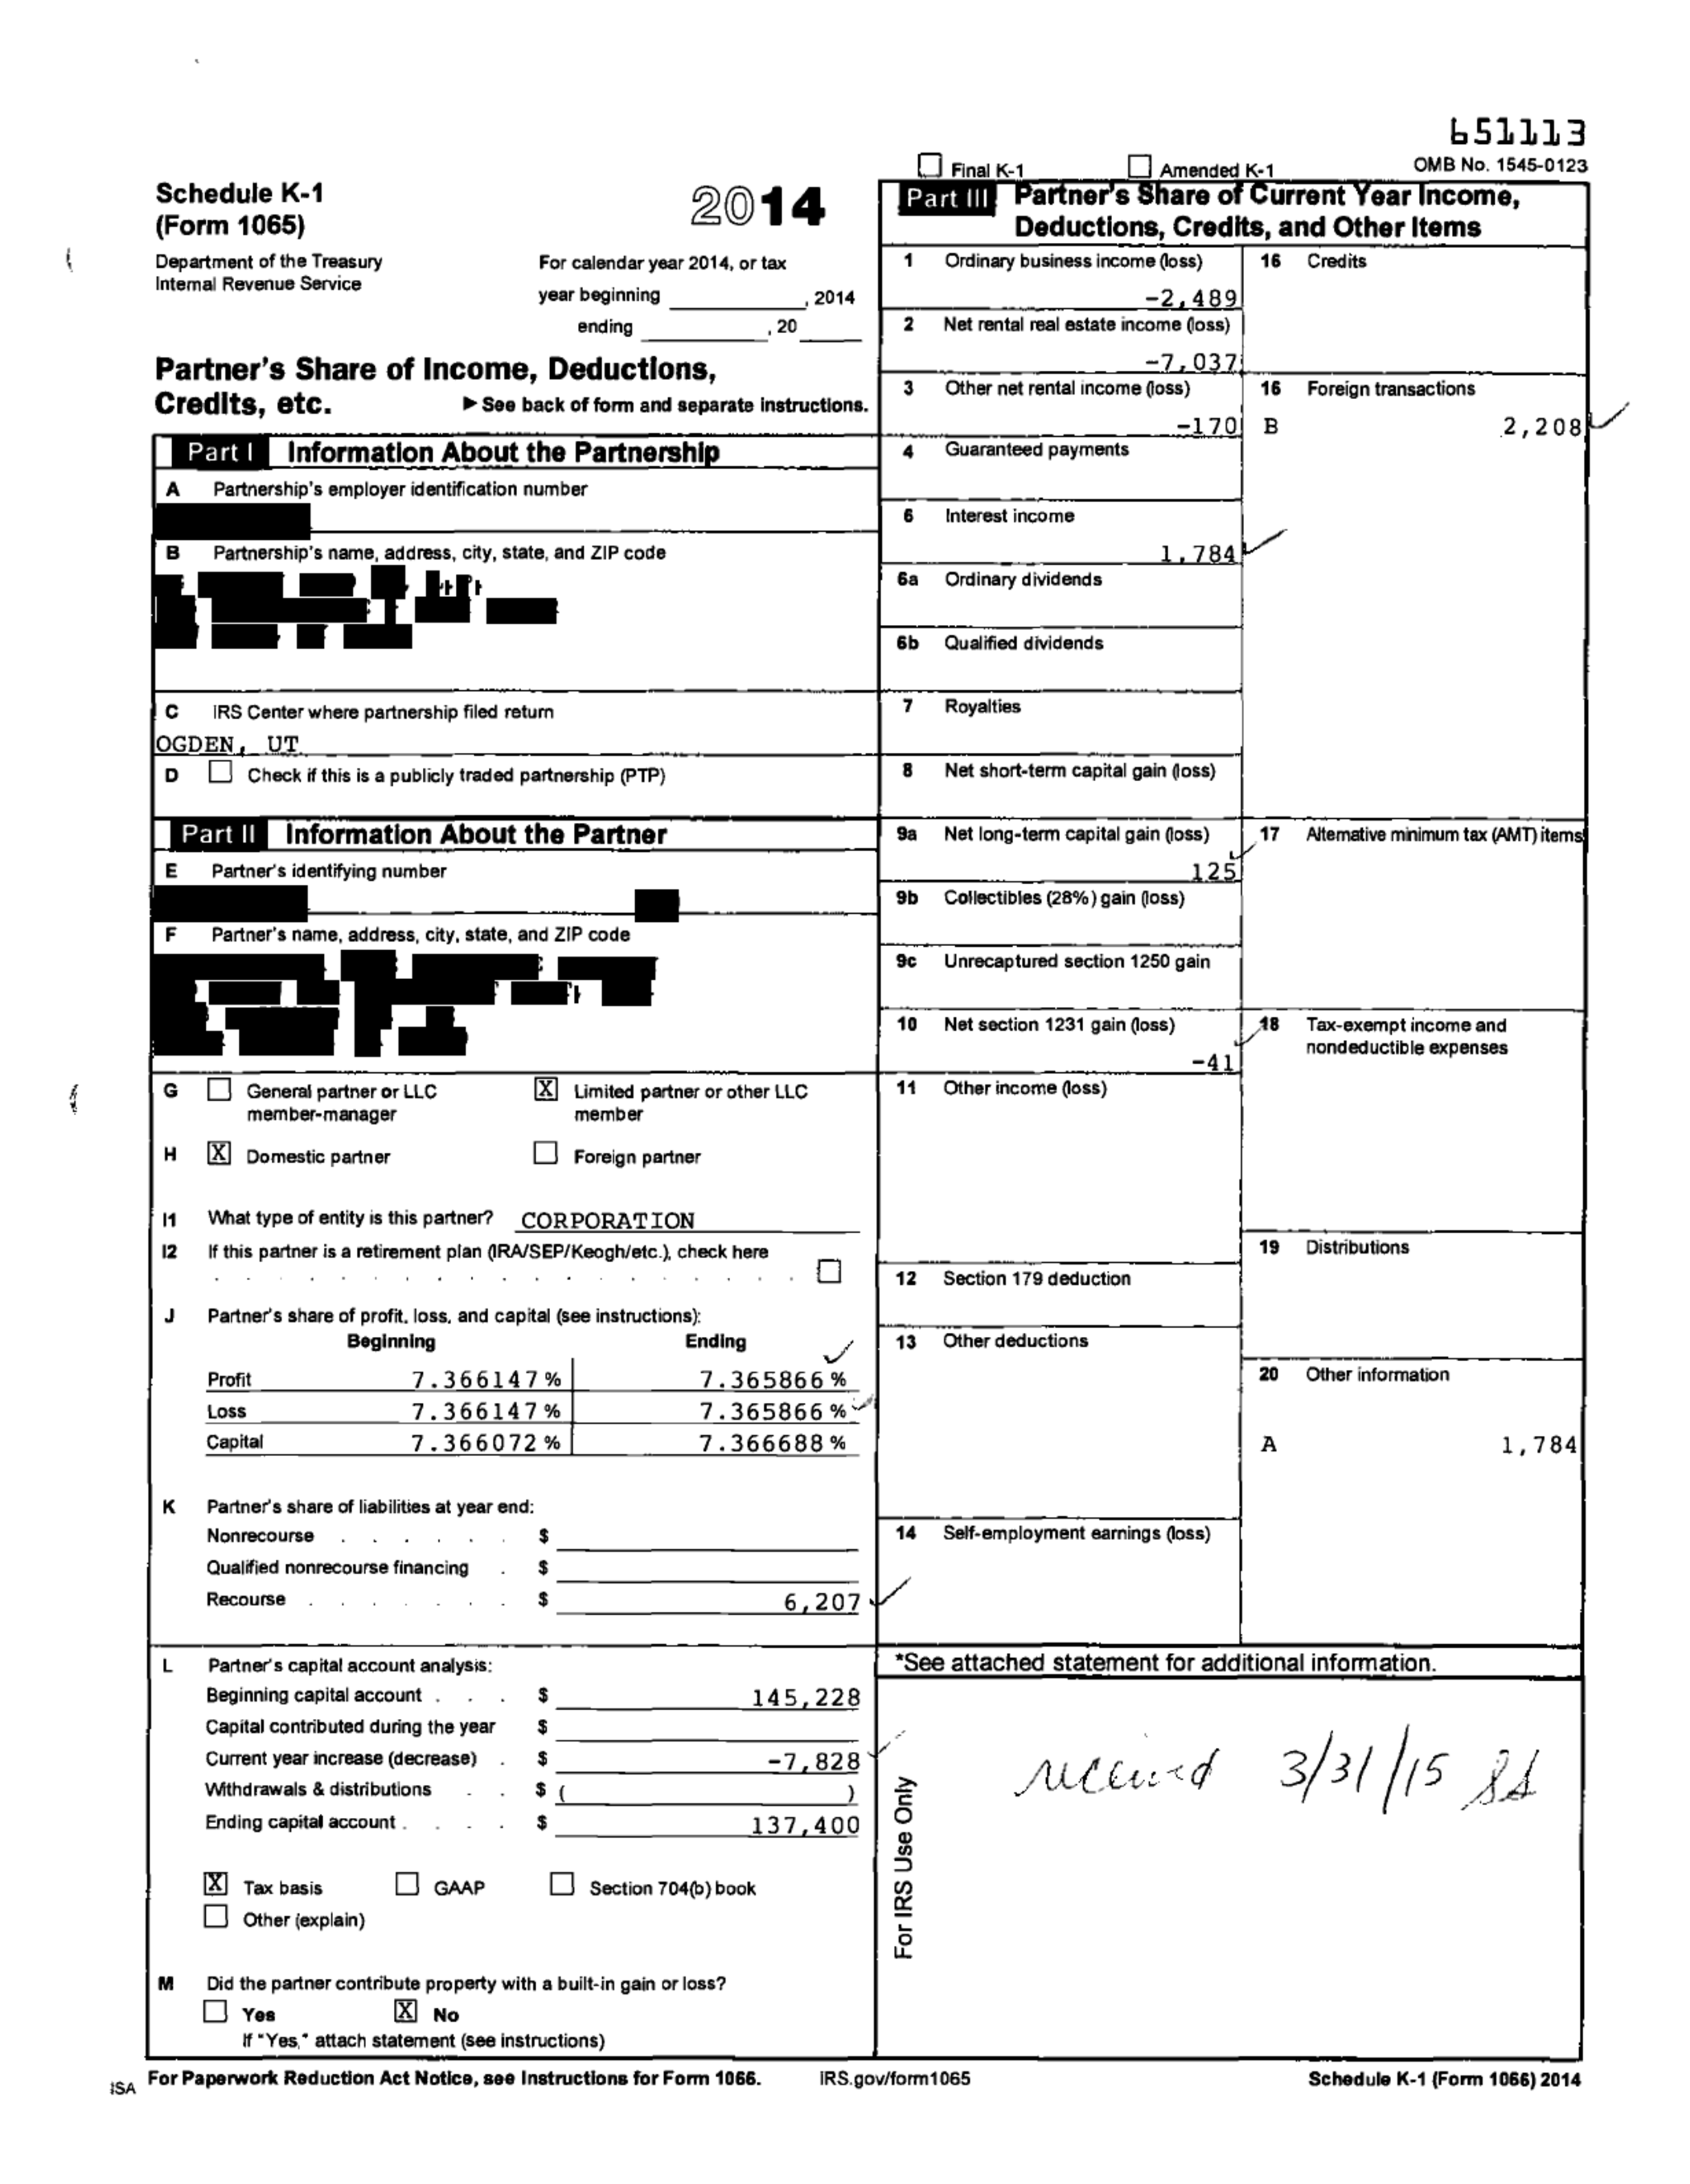 651113
Final K-1
Amended K-1
OMB No. 1545-0123
Schedule K-1
(Form 1065)
2014
Department of the Treasury
Internal Revenue Service
For calendar year 2014, or tax
year beginning , 2014
ending , 20
Partner's Share of Income, Deductions,
Credits, etc.
▶ See back of form and separate instructions.
Part I Information About the Partnership
A Partnership's employer identification number
B Partnership's name, address, city, state, and ZIP code
C IRS Center where partnership filed return
OGDEN, UT
D Check if this is a publicly traded partnership (PTP)
Part II Information About the Partner
E Partner's identifying number
F Partner's name, address, city, state, and ZIP code
G General partner or LLC member-manager
X Limited partner or other LLC member
H X Domestic partner
Foreign partner
I1 What type of entity is this partner? CORPORATION
I2 If this partner is a retirement plan (IRA/SEP/Keogh/etc.), check here
J Partner's share of profit, loss, and capital (see instructions):
Beginning Ending
Profit 7.366147 % 7.365866 %
Loss 7.366147 % 7.365866 %
Capital 7.366072 % 7.366688 %
K Partner's share of liabilities at year end:
Nonrecourse . . . . . . $
Qualified nonrecourse financing . $
Recourse . . . . . . . $ 6,207
L Partner's capital account analysis:
Beginning capital account . . . $ 145,228
Capital contributed during the year $
Current year increase (decrease) . $ -7,828
Withdrawals & distributions . . $ ( )
Ending capital account . . . . $ 137,400
X Tax basis
GAAP
Section 704(b) book
Other (explain)
M Did the partner contribute property with a built-in gain or loss?
Yes
X No
If "Yes," attach statement (see instructions)
Part III Partner's Share of Current Year Income,
Deductions, Credits, and Other Items
1 Ordinary business income (loss)
-2,489
2 Net rental real estate income (loss)
-7,037
3 Other net rental income (loss)
-170
4 Guaranteed payments
5 Interest income
1,784
6a Ordinary dividends
6b Qualified dividends
7 Royalties
8 Net short-term capital gain (loss)
9a Net long-term capital gain (loss)
125
9b Collectibles (28%) gain (loss)
9c Unrecaptured section 1250 gain
10 Net section 1231 gain (loss)
-41
11 Other income (loss)
12 Section 179 deduction
13 Other deductions
14 Self-employment earnings (loss)
15 Credits
16 Foreign transactions
B 2,208
17 Alternative minimum tax (AMT) items
18 Tax-exempt income and
nondeductible expenses
19 Distributions
20 Other information
A 1,784
*See attached statement for additional information.
For IRS Use Only
received 3/31/15
ISA For Paperwork Reduction Act Notice, see Instructions for Form 1065.
IRS.gov/form1065
Schedule K-1 (Form 1065) 2014